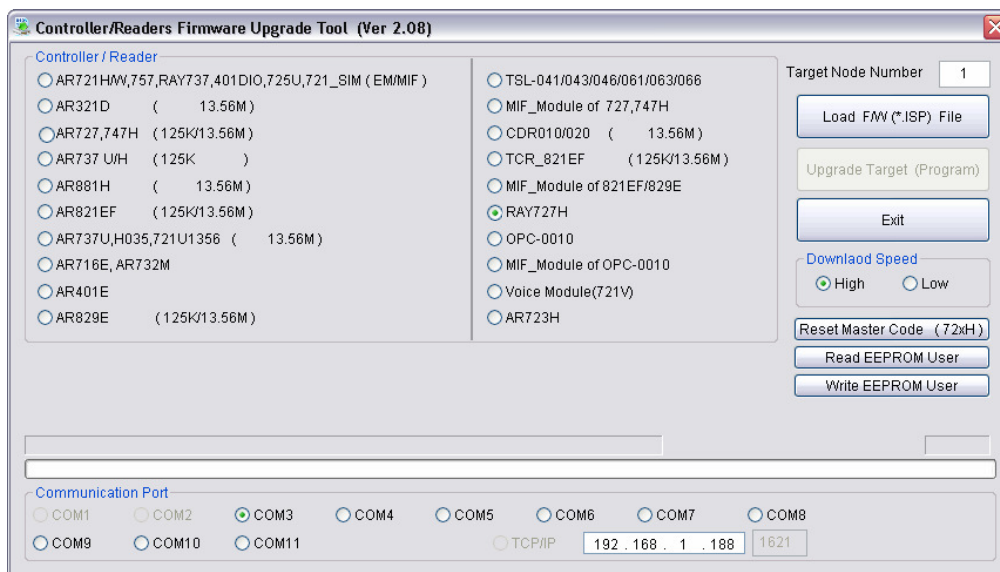 Controller/Readers Firmware Upgrade Tool (Ver 2.08)
Controller / Reader
AR721H/W,757,RAY737,401DIO,725U,721_SIM ( EM/MIF )
AR321D ( 13.56M )
AR727,747H (125K/13.56M )
AR737 U/H (125K )
AR881H ( 13.56M )
AR821EF (125K/13.56M )
AR737U,H035,721U1356 ( 13.56M )
AR716E, AR732M
AR401E
AR829E (125K/13.56M )
TSL-041/043/046/061/063/066
MIF_Module of 727,747H
CDR010/020 ( 13.56M )
TCR_821EF (125K/13.56M )
MIF_Module of 821EF/829E
RAY727H
OPC-0010
MIF_Module of OPC-0010
Voice Module(721V)
AR723H
Target Node Number 1
Load F/W (*.ISP) File
Upgrade Target (Program)
Exit
Downlaod Speed
High Low
Reset Master Code ( 72xH )
Read EEPROM User
Write EEPROM User
Communication Port
COM1 COM2 COM3 COM4 COM5 COM6 COM7 COM8
COM9 COM10 COM11 TCP/IP 192 . 168 . 1 . 188 1621